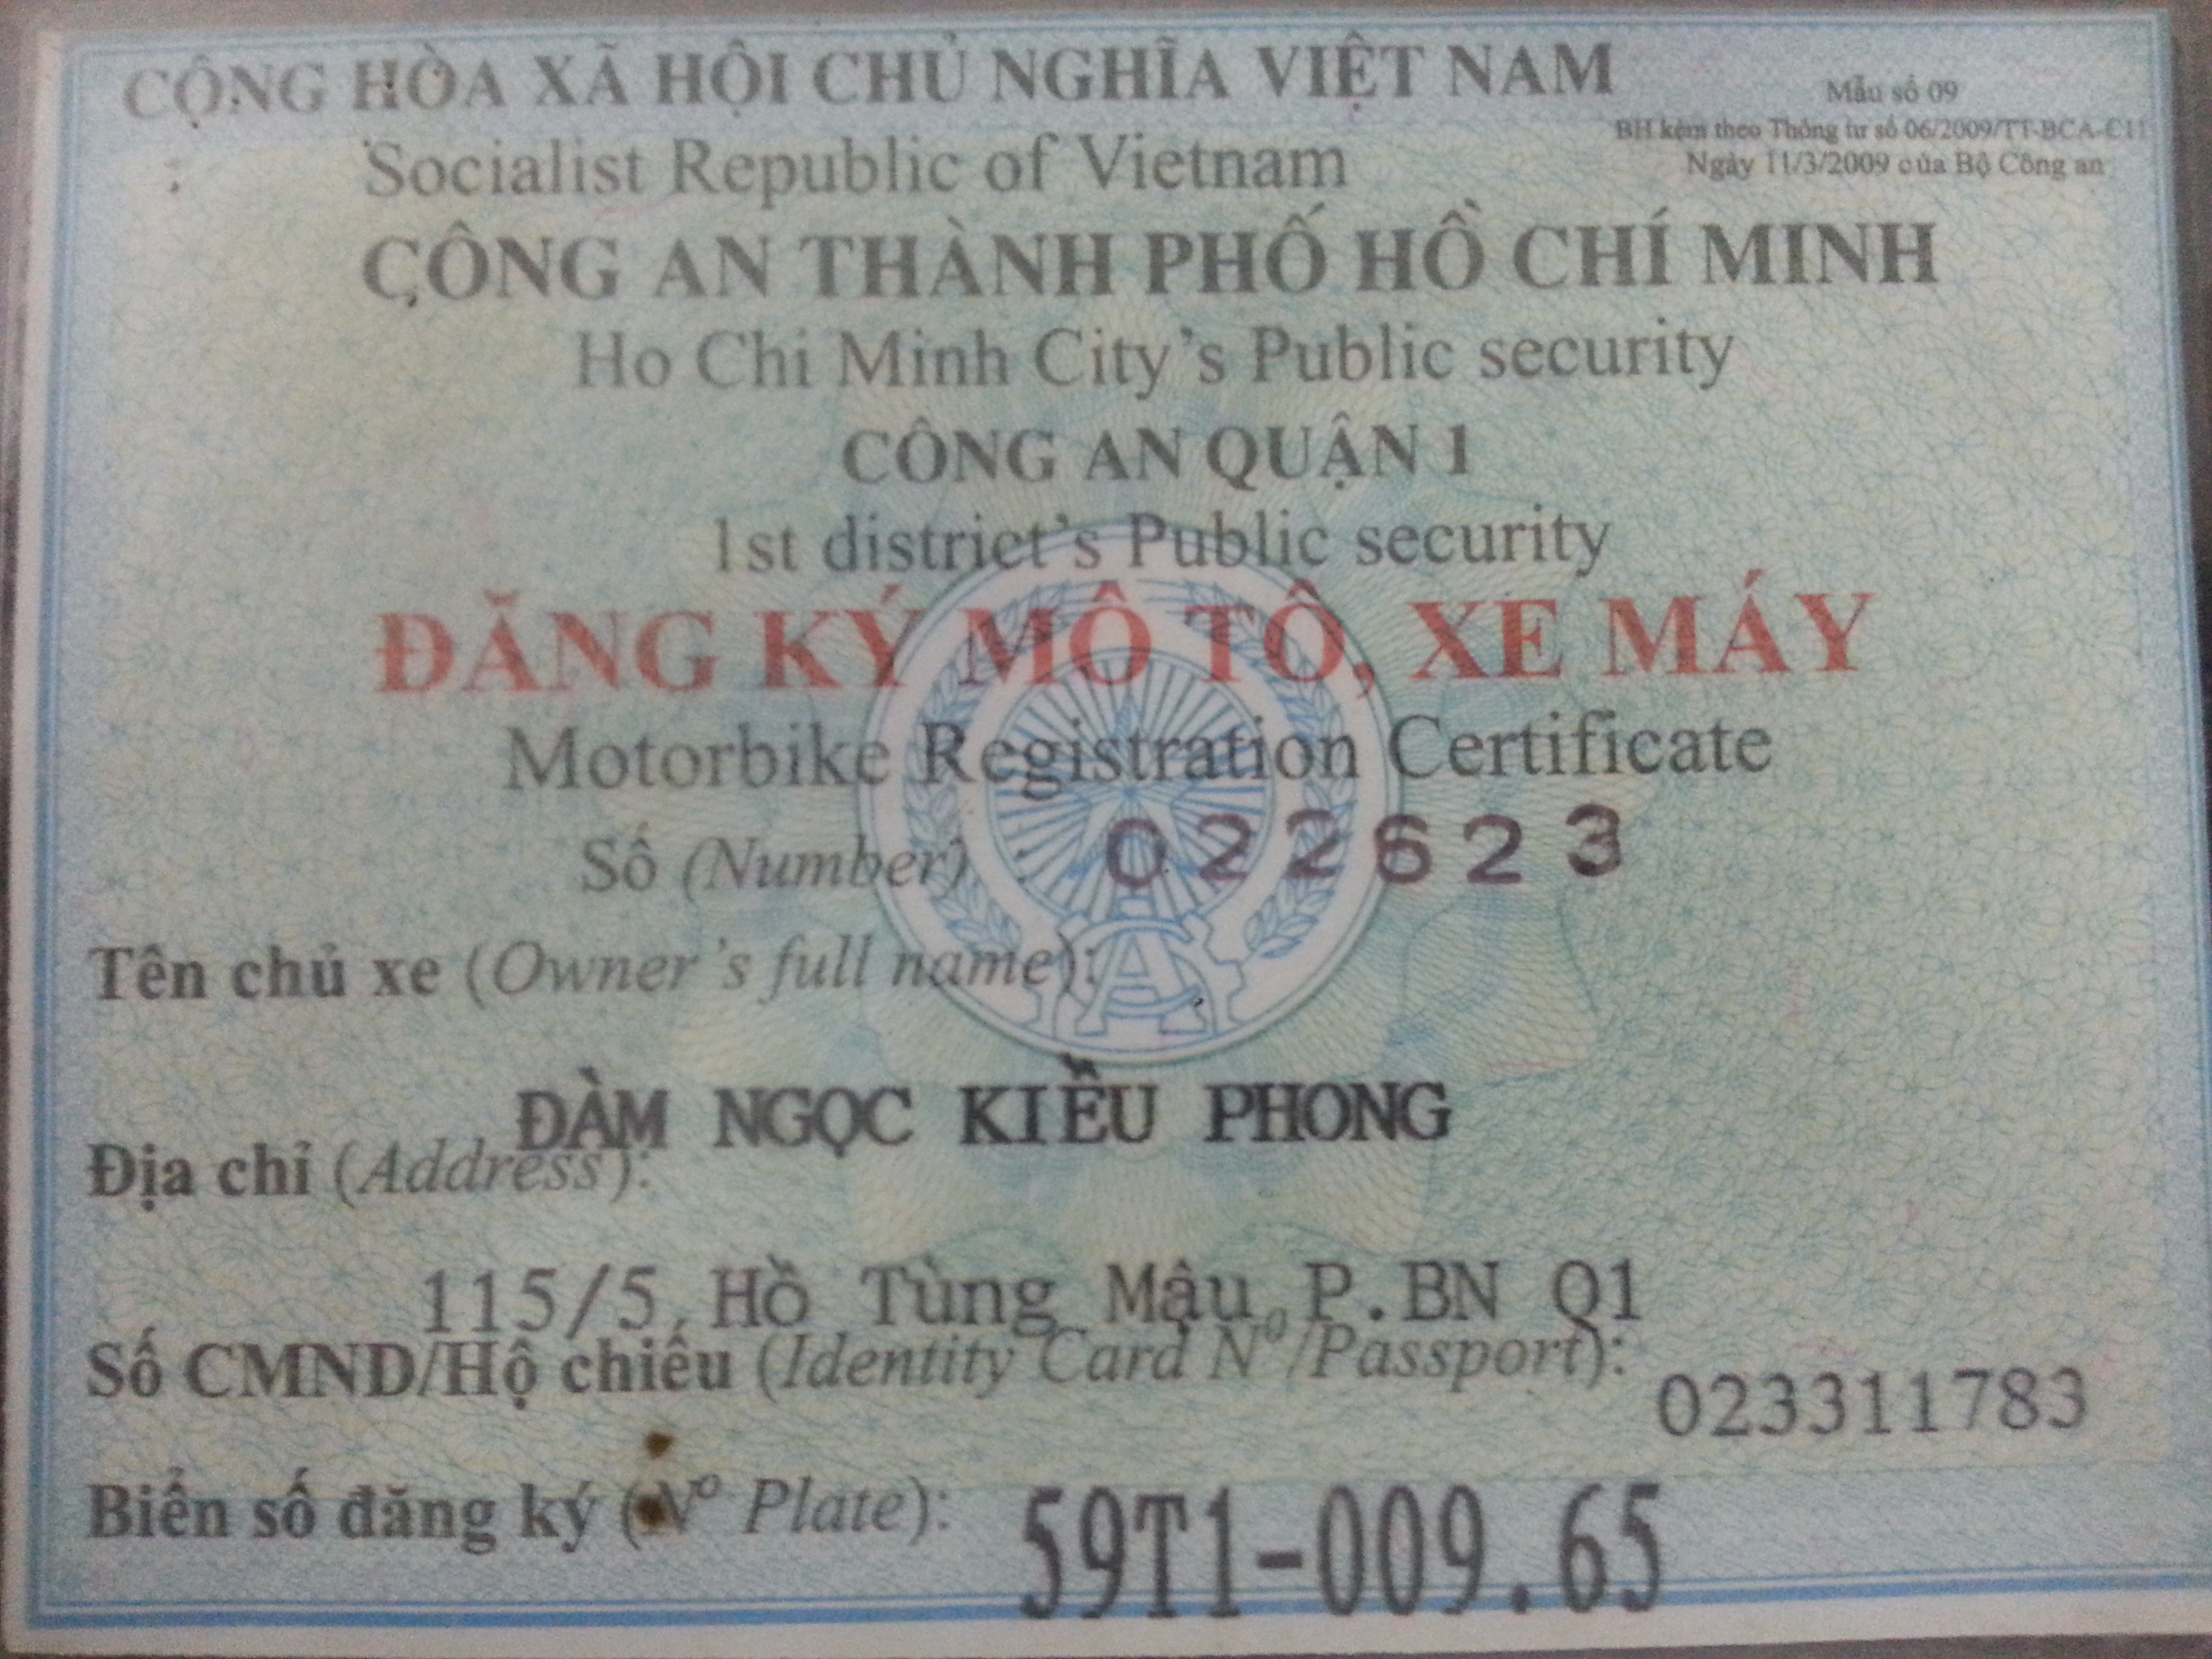 CỘNG HÒA XÃ HỘI CHỦ NGHĨA VIỆT NAM
Socialist Republic of Vietnam
Mẫu số 09
BH kèm theo Thông tư số 06/2009/TT-BCA-C11
Ngày 11/3/2009 của Bộ Công an
CÔNG AN THÀNH PHỐ HỒ CHÍ MINH
Ho Chi Minh City's Public security
CÔNG AN QUẬN 1
1st district's Public security
ĐĂNG KÝ MÔ TÔ, XE MÁY
Motorbike Registration Certificate
Số (Number) 022623
Tên chủ xe (Owner's full name):
ĐÀM NGỌC KIỀU PHONG
Địa chỉ (Address):
115/5 Hồ Tùng Mậu P.BN Q1
Số CMND/Hộ chiếu (Identity Card Nº/Passport): 023311783
Biển số đăng ký (Nº Plate): 59T1-009.65